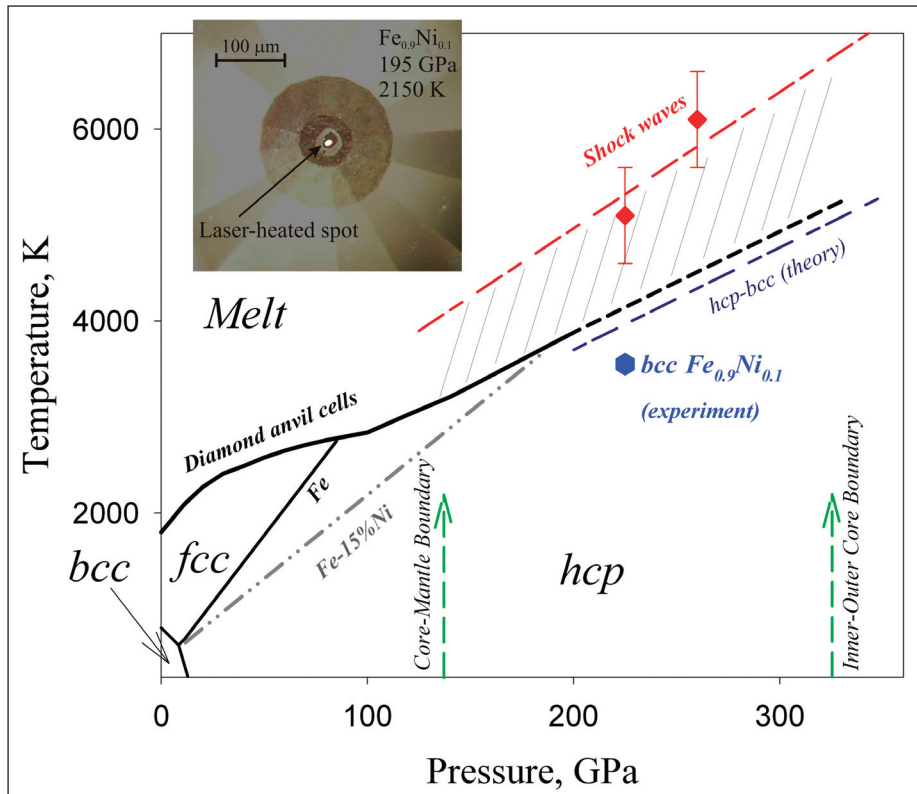 100 μm
Fe0.9Ni0.1
195 GPa
2150 K
Laser-heated spot
Shock waves
hcp-bcc (theory)
Melt
bcc Fe0.9Ni0.1
(experiment)
Diamond anvil cells
Fe
Fe-15%Ni
bcc
fcc
hcp
Core-Mantle Boundary
Inner-Outer Core Boundary
6000
4000
2000
Temperature, K
0
100
200
300
Pressure, GPa